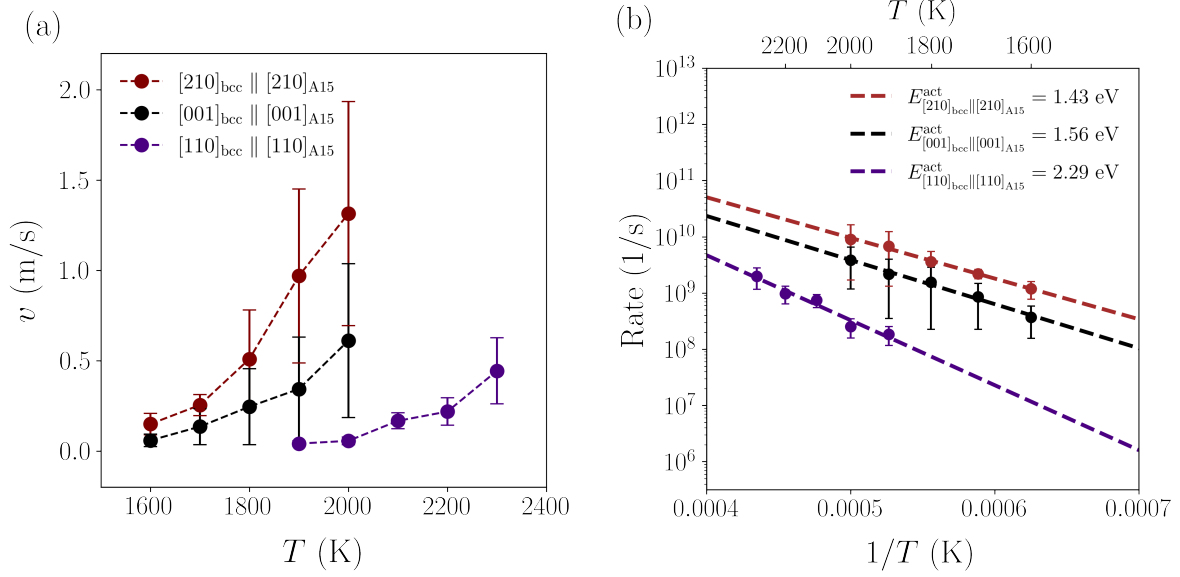 (a)
[210]bcc ∥ [210]A15
[001]bcc ∥ [001]A15
[110]bcc ∥ [110]A15
v (m/s)
2.0
1.5
1.0
0.5
0.0
1600 1800 2000 2200 2400
T (K)
(b)
T (K)
2200 2000 1800 1600
E^act_[210]bcc∥[210]A15 = 1.43 eV
E^act_[001]bcc∥[001]A15 = 1.56 eV
E^act_[110]bcc∥[110]A15 = 2.29 eV
Rate (1/s)
10^13
10^12
10^11
10^10
10^9
10^8
10^7
10^6
0.0004 0.0005 0.0006 0.0007
1/T (K)